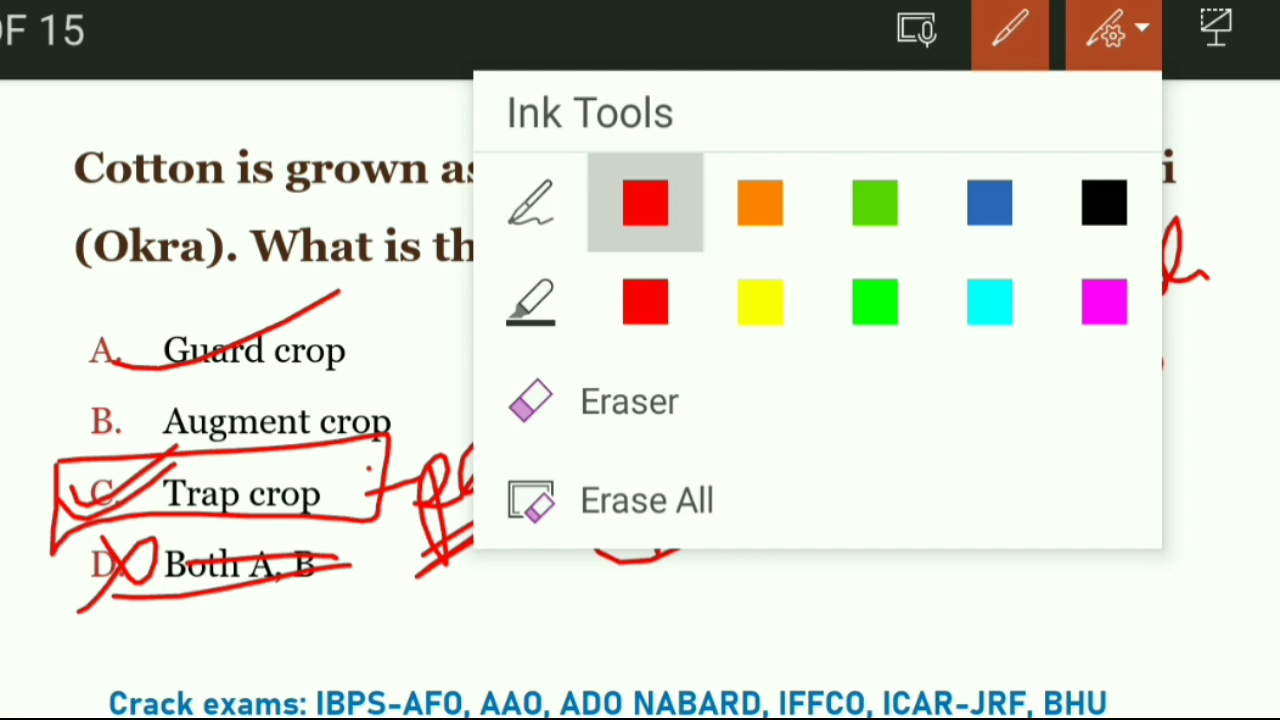 OF 15
Ink Tools
Cotton is grown as
i
(Okra). What is th
A. Guard crop
B. Augment crop
Eraser
C. Trap crop
Erase All
D. Both A, B
Crack exams: IBPS-AFO, AAO, ADO NABARD, IFFCO, ICAR-JRF, BHU